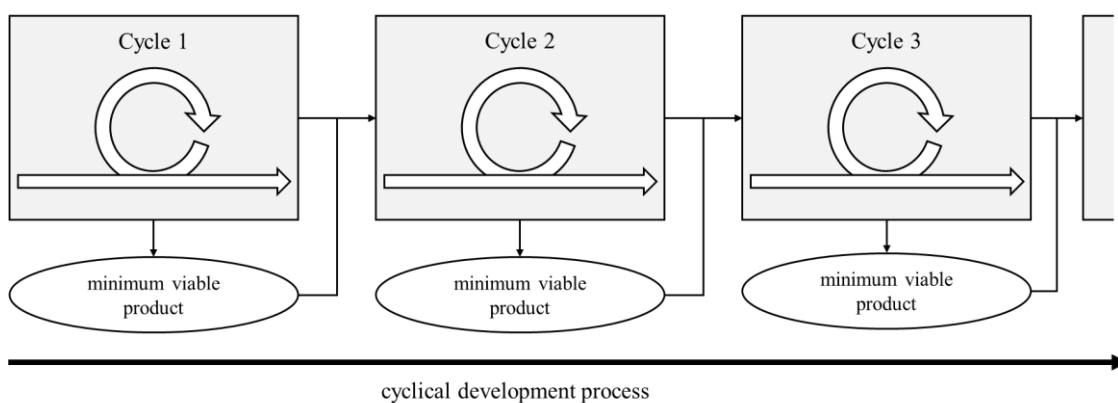 Cycle 1
Cycle 2
Cycle 3
minimum viable
product
minimum viable
product
minimum viable
product
cyclical development process